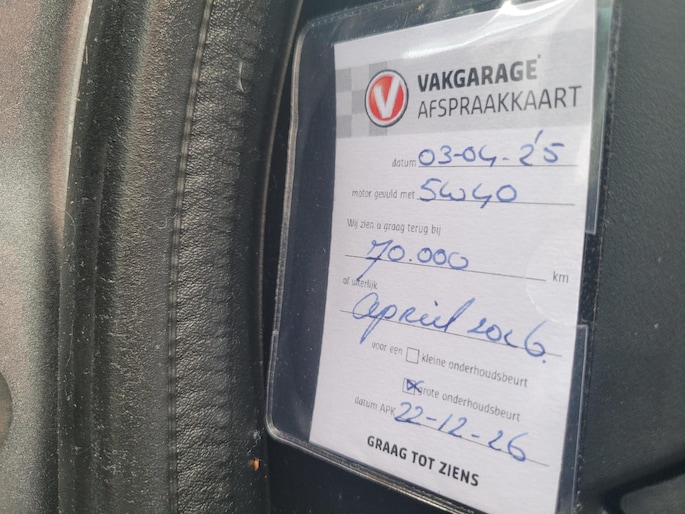 V
VAKGARAGE
AFSPRAAKKAART
datum 03-04-'25
motor gevuld met 5W40
Wij zien u graag terug bij
70.000 km
of uiterlijk
april 2026.
voor een kleine onderhoudsbeurt
grote onderhoudsbeurt
datum APK 22-12-26
GRAAG TOT ZIENS